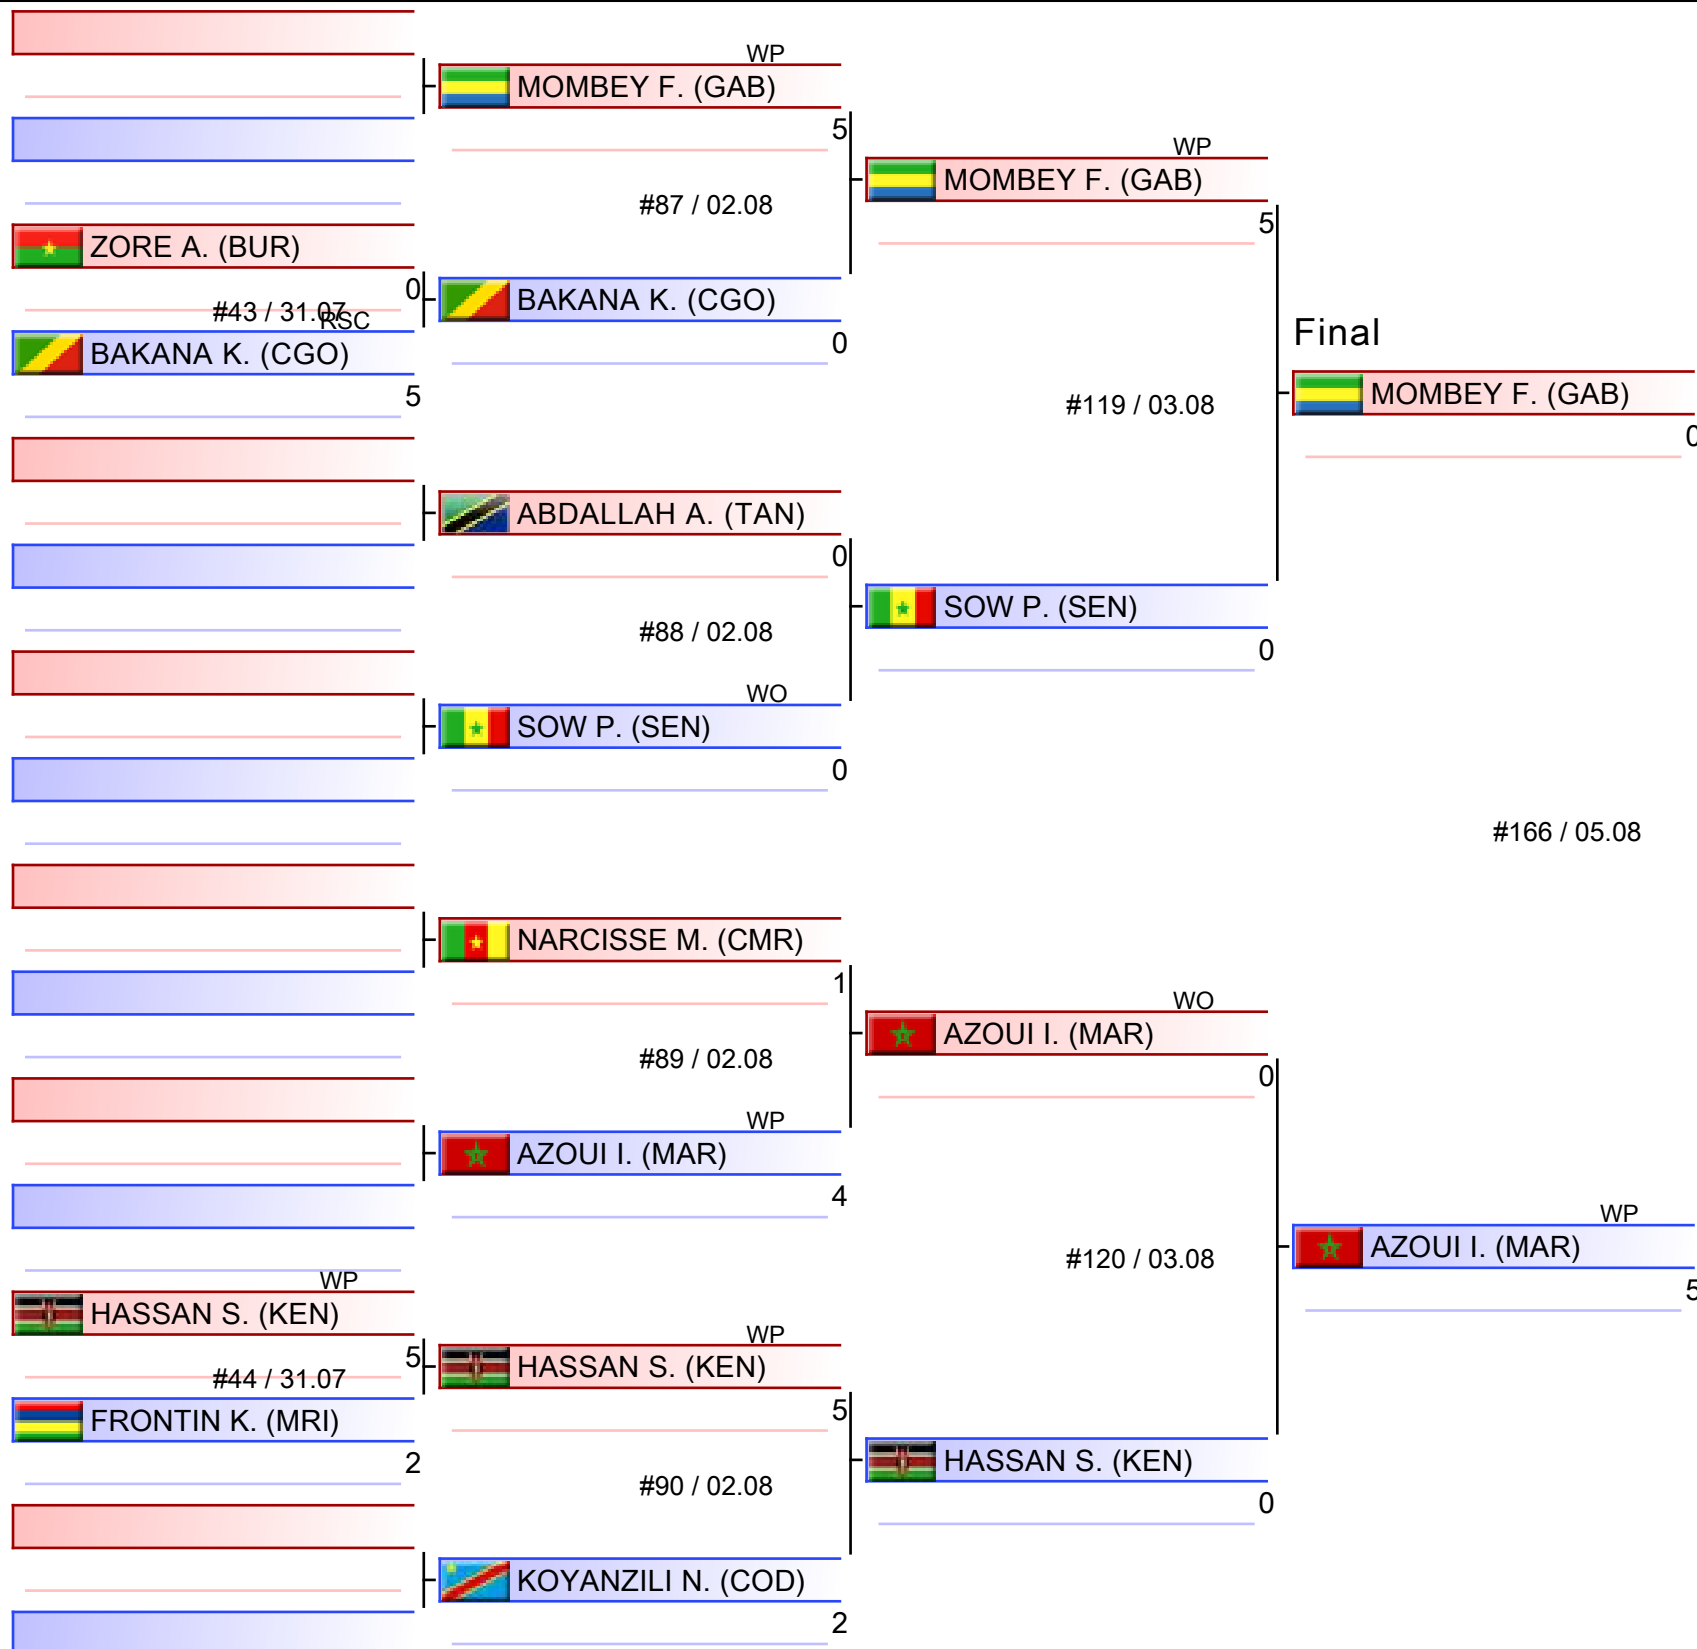 WP
MOMBEY F. (GAB)
5
#87 / 02.08
BAKANA K. (CGO)
0
ZORE A. (BUR)
0
#43 / 31.07
RSC
BAKANA K. (CGO)
5
ABDALLAH A. (TAN)
0
#88 / 02.08
WO
SOW P. (SEN)
0
NARCISSE M. (CMR)
1
#89 / 02.08
WP
AZOUI I. (MAR)
4
WP
HASSAN S. (KEN)
5
#44 / 31.07
FRONTIN K. (MRI)
2
WP
HASSAN S. (KEN)
5
#90 / 02.08
KOYANZILI N. (COD)
2
WP
MOMBEY F. (GAB)
5
#119 / 03.08
SOW P. (SEN)
0
WO
AZOUI I. (MAR)
0
#120 / 03.08
HASSAN S. (KEN)
0
Final
MOMBEY F. (GAB)
0
#166 / 05.08
WP
AZOUI I. (MAR)
5